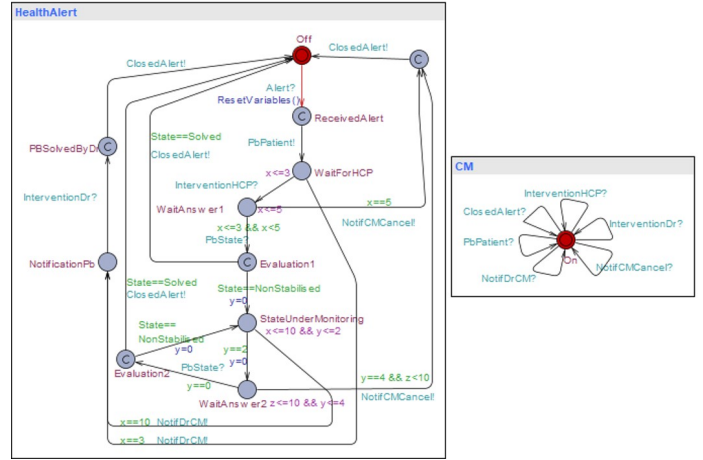 HealthAlert
Off
ClosedAlert!
C
ClosedAlert!
Alert?
ResetVariables()
C
ReceivedAlert
State==Solved
PbPatient!
PBSolvedByDr
C
ClosedAlert!
x<=3
WaitForHCP
InterventionHCP?
InterventionDr?
x==5
WaitAnswer1
x<=5
NotifCMCancel!
x<=3 && x<5
PbState?
NotificationPb
C
Evaluation1
State==Solved
State==NonStabilised
ClosedAlert!
y=0
StateUnderMonitoring
State==
x<=10 && y<=2
NonStabilised
y==2
y=0
y=0
C
PbState?
Evaluation2
y==0
y==4 && z<10
WaitAnswer2
z<=10 && y<=4
NotifCMCancel!
x==10
NotifDrCM!
x==3
NotifDrCM!
CM
InterventionHCP?
ClosedAlert?
InterventionDr?
PbPatient?
On
NotifCMCancel?
NotifDrCM?